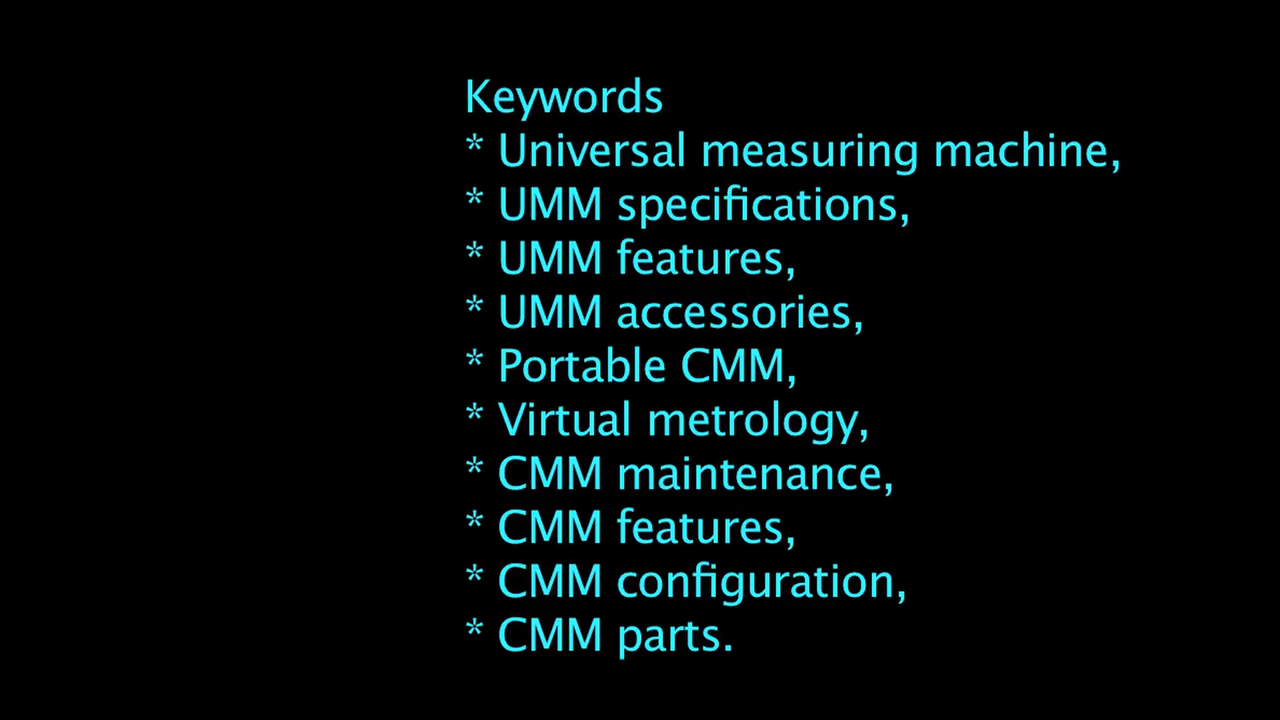 Keywords
* Universal measuring machine,
* UMM specifications,
* UMM features,
* UMM accessories,
* Portable CMM,
* Virtual metrology,
* CMM maintenance,
* CMM features,
* CMM configuration,
* CMM parts.